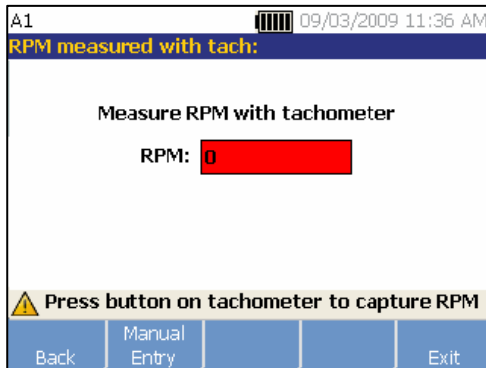 A1 09/03/2009 11:36 AM
RPM measured with tach:
Measure RPM with tachometer
RPM: 0
Press button on tachometer to capture RPM
Back Manual Entry Exit